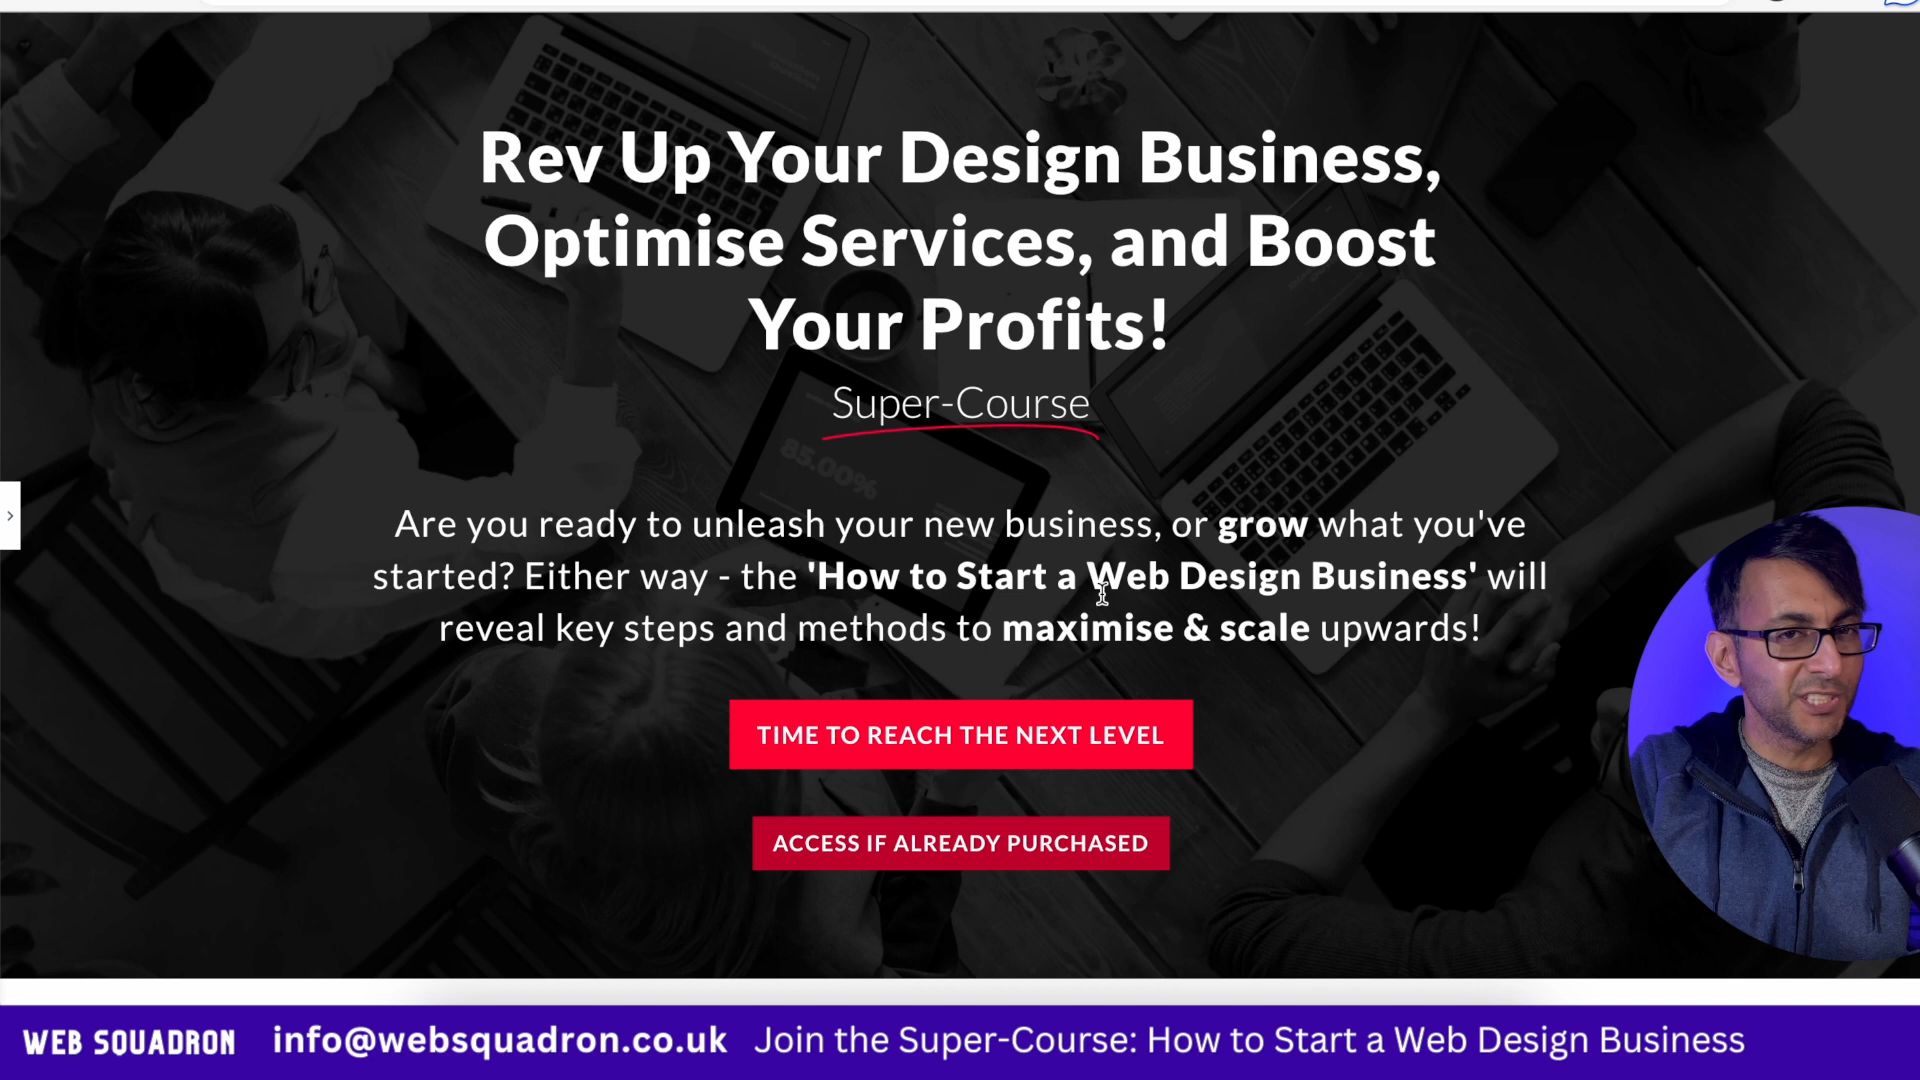 Rev Up Your Design Business,
Optimise Services, and Boost
Your Profits!
Super-Course
85.00%
Are you ready to unleash your new business, or grow what you've
started? Either way - the 'How to Start a Web Design Business' will
reveal key steps and methods to maximise & scale upwards!
TIME TO REACH THE NEXT LEVEL
ACCESS IF ALREADY PURCHASED
WEB SQUADRON info@websquadron.co.uk Join the Super-Course: How to Start a Web Design Business